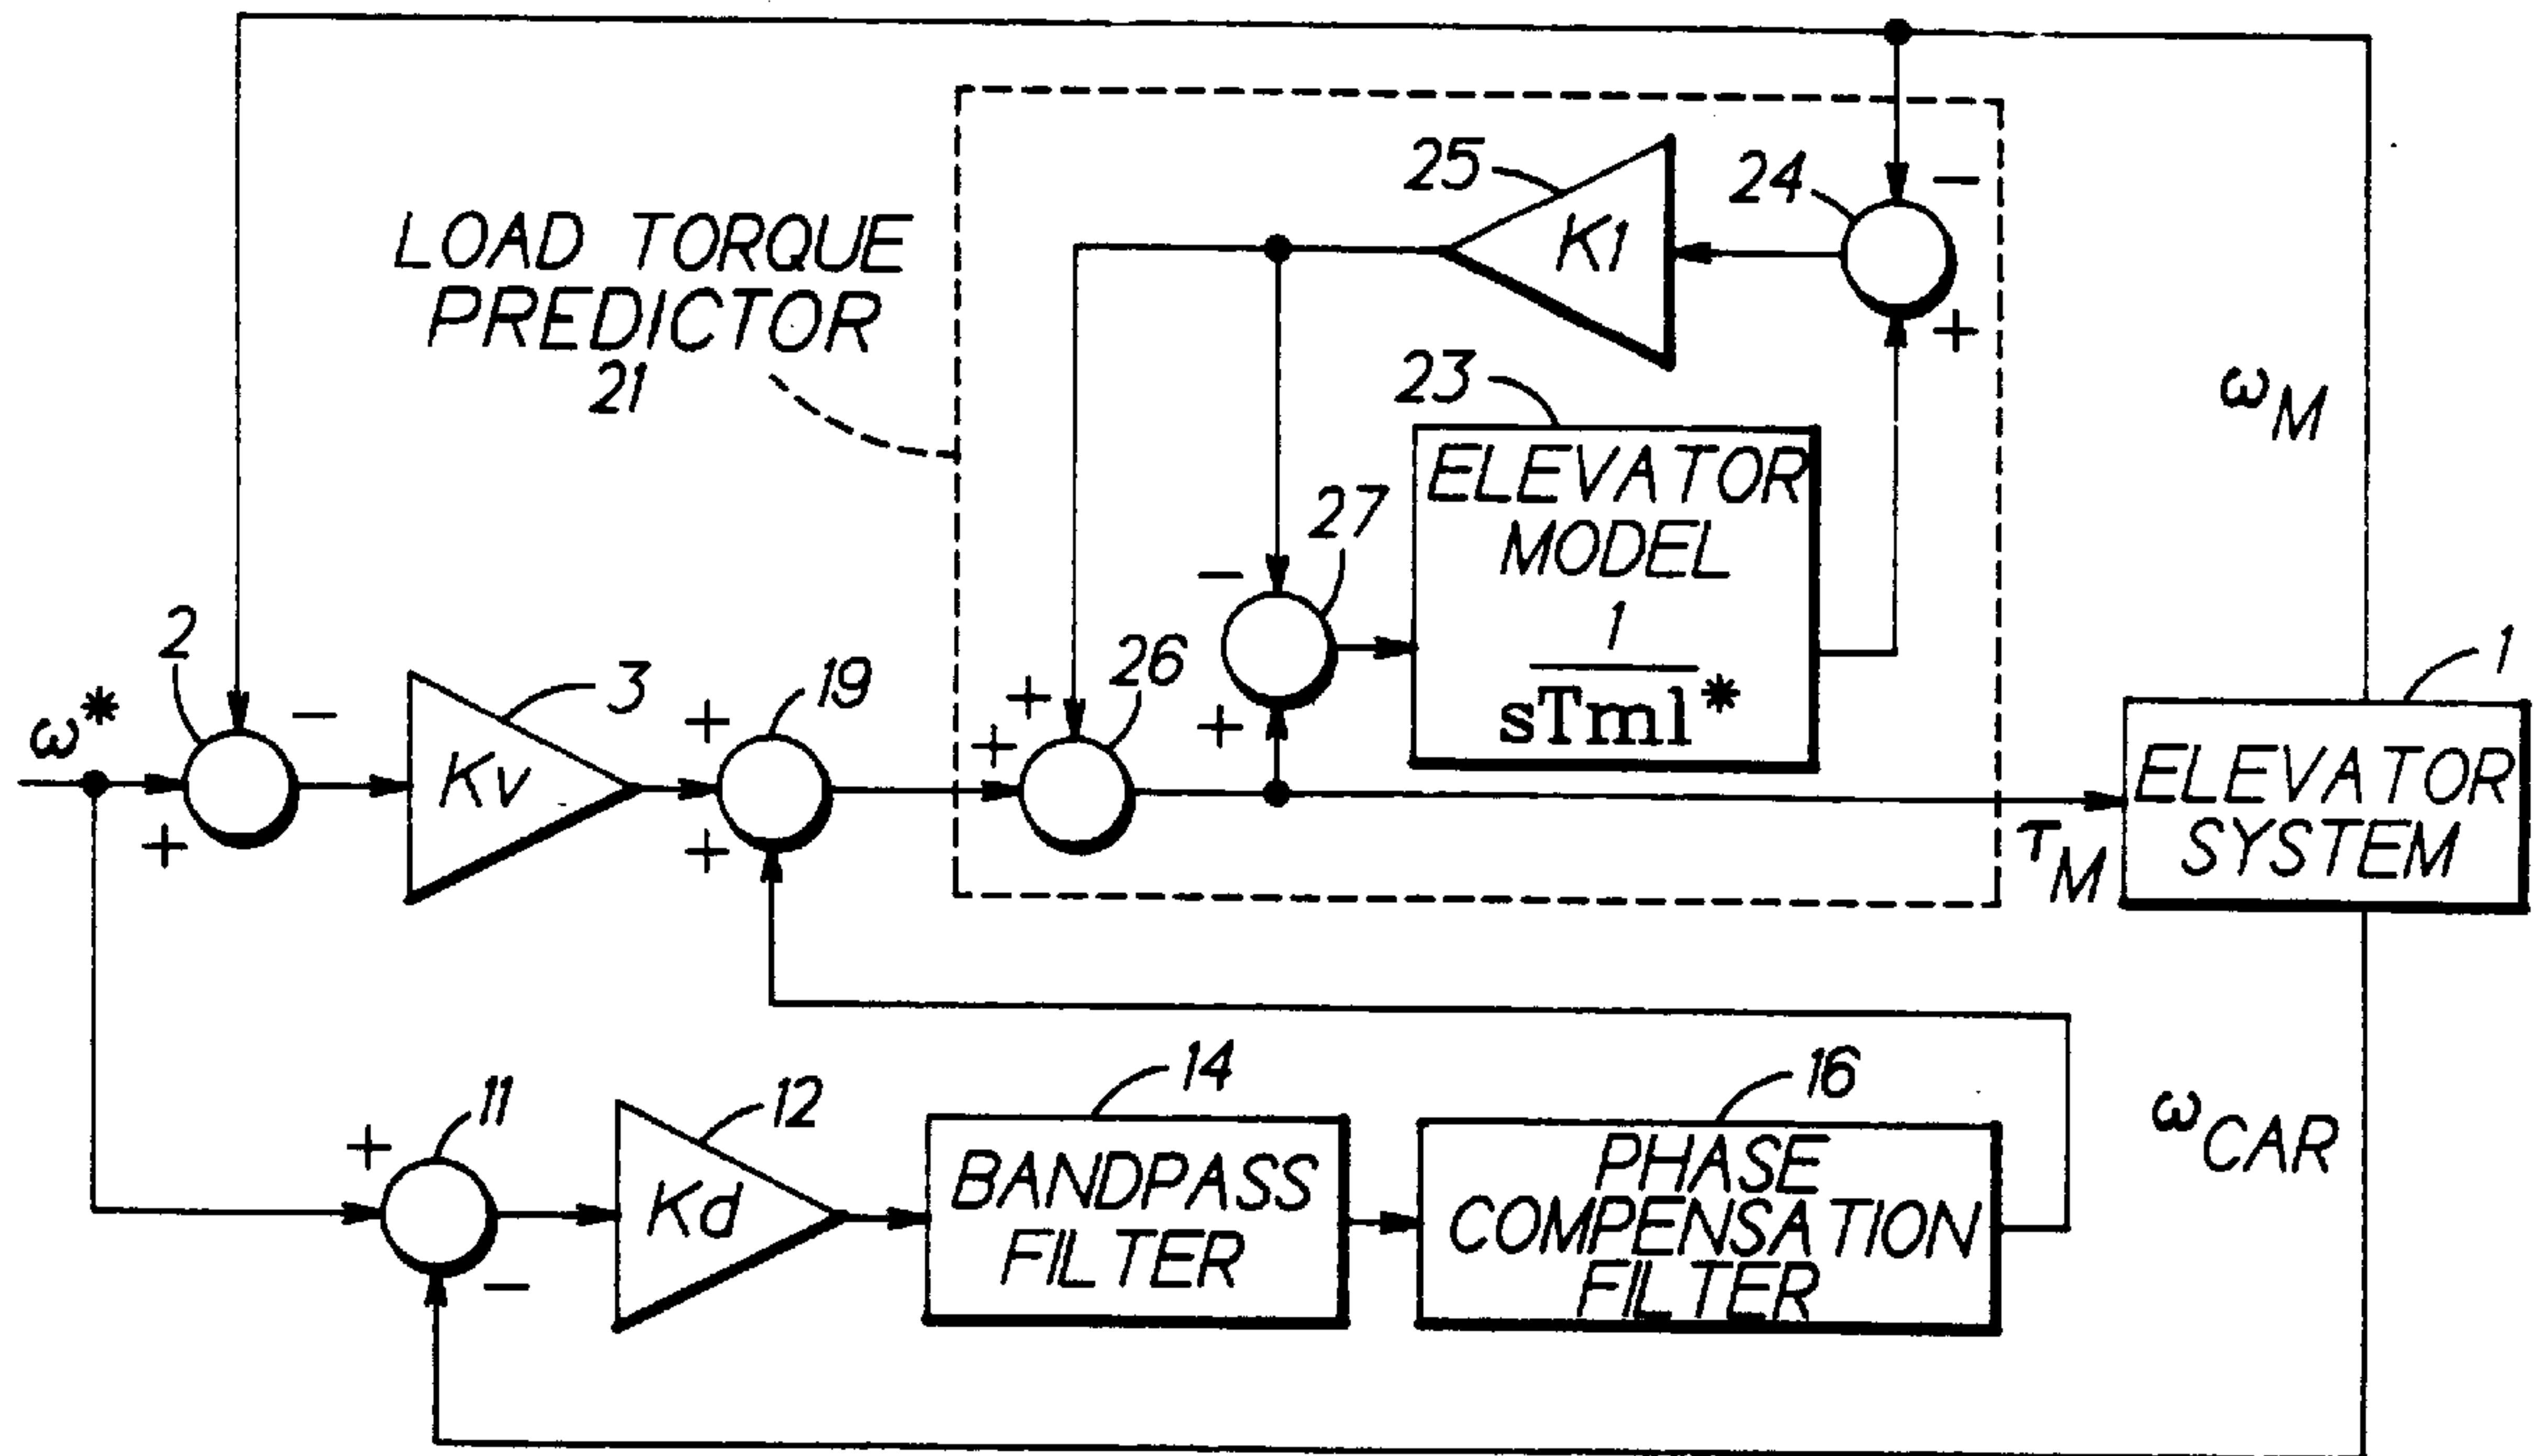 25
24
−
K1
LOAD TORQUE
PREDICTOR
21
+
23
ωM
ELEVATOR
MODEL
1
sTml*
27
−
+
26
+
+
2
3
19
1
ω*
−
+
Kv
+
+
τM
ELEVATOR
SYSTEM
11
12
14
16
+
−
Kd
BANDPASS
FILTER
PHASE
COMPENSATION
FILTER
ωCAR